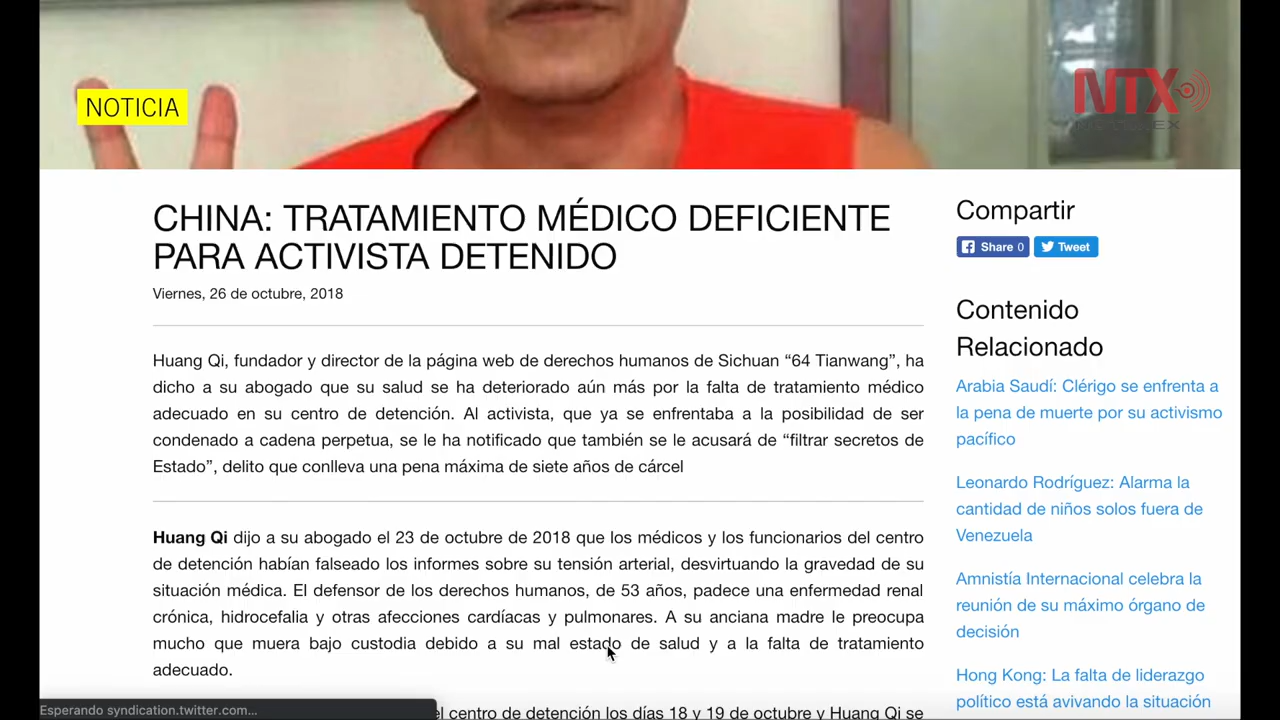 NOTICIA
NTX
CHINA: TRATAMIENTO MÉDICO DEFICIENTE
PARA ACTIVISTA DETENIDO
Viernes, 26 de octubre, 2018
Huang Qi, fundador y director de la página web de derechos humanos de Sichuan “64 Tianwang”, ha
dicho a su abogado que su salud se ha deteriorado aún más por la falta de tratamiento médico
adecuado en su centro de detención. Al activista, que ya se enfrentaba a la posibilidad de ser
condenado a cadena perpetua, se le ha notificado que también se le acusará de “filtrar secretos de
Estado”, delito que conlleva una pena máxima de siete años de cárcel
Huang Qi dijo a su abogado el 23 de octubre de 2018 que los médicos y los funcionarios del centro
de detención habían falseado los informes sobre su tensión arterial, desvirtuando la gravedad de su
situación médica. El defensor de los derechos humanos, de 53 años, padece una enfermedad renal
crónica, hidrocefalia y otras afecciones cardíacas y pulmonares. A su anciana madre le preocupa
mucho que muera bajo custodia debido a su mal estado de salud y a la falta de tratamiento
adecuado.
el centro de detención los días 18 y 19 de octubre y Huang Qi se
Esperando syndication.twitter.com...
Compartir
Share 0
Tweet
Contenido
Relacionado
Arabia Saudí: Clérigo se enfrenta a
la pena de muerte por su activismo
pacífico
Leonardo Rodríguez: Alarma la
cantidad de niños solos fuera de
Venezuela
Amnistía Internacional celebra la
reunión de su máximo órgano de
decisión
Hong Kong: La falta de liderazgo
político está avivando la situación